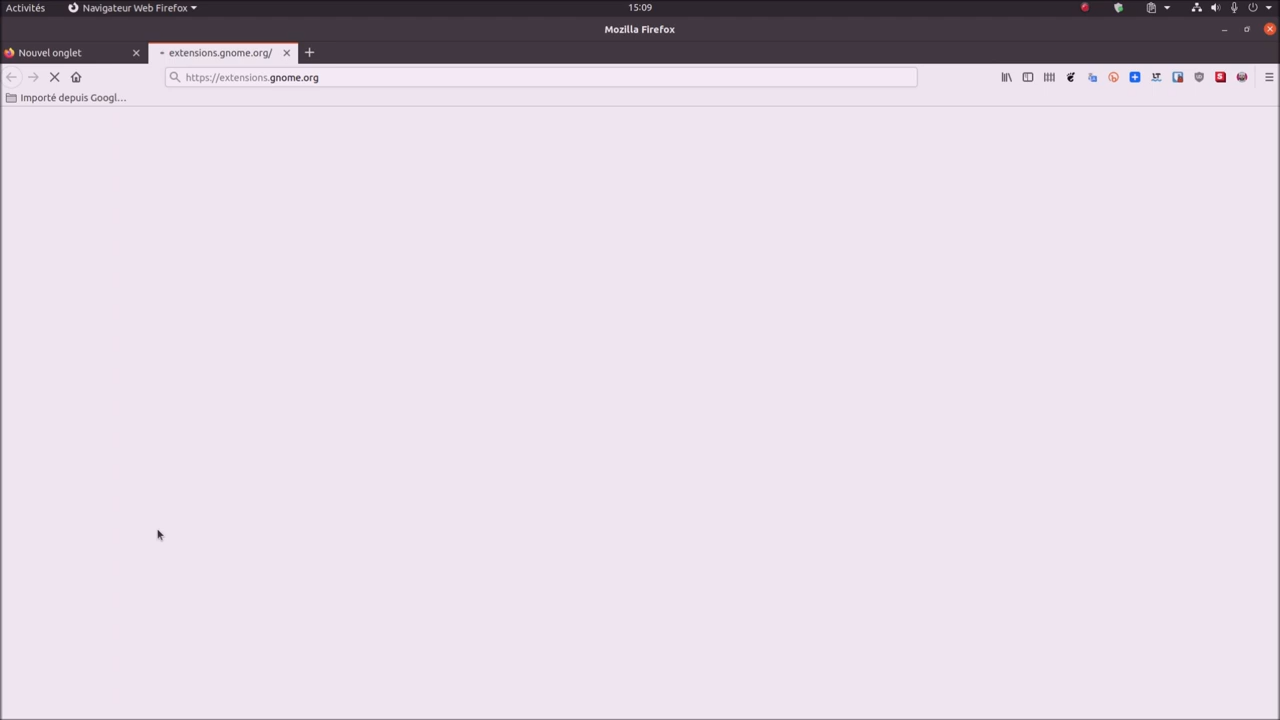 Activités
Navigateur Web Firefox
15:09
Mozilla Firefox
Nouvel onglet
extensions.gnome.org/
https://extensions.gnome.org
Importé depuis Googl…